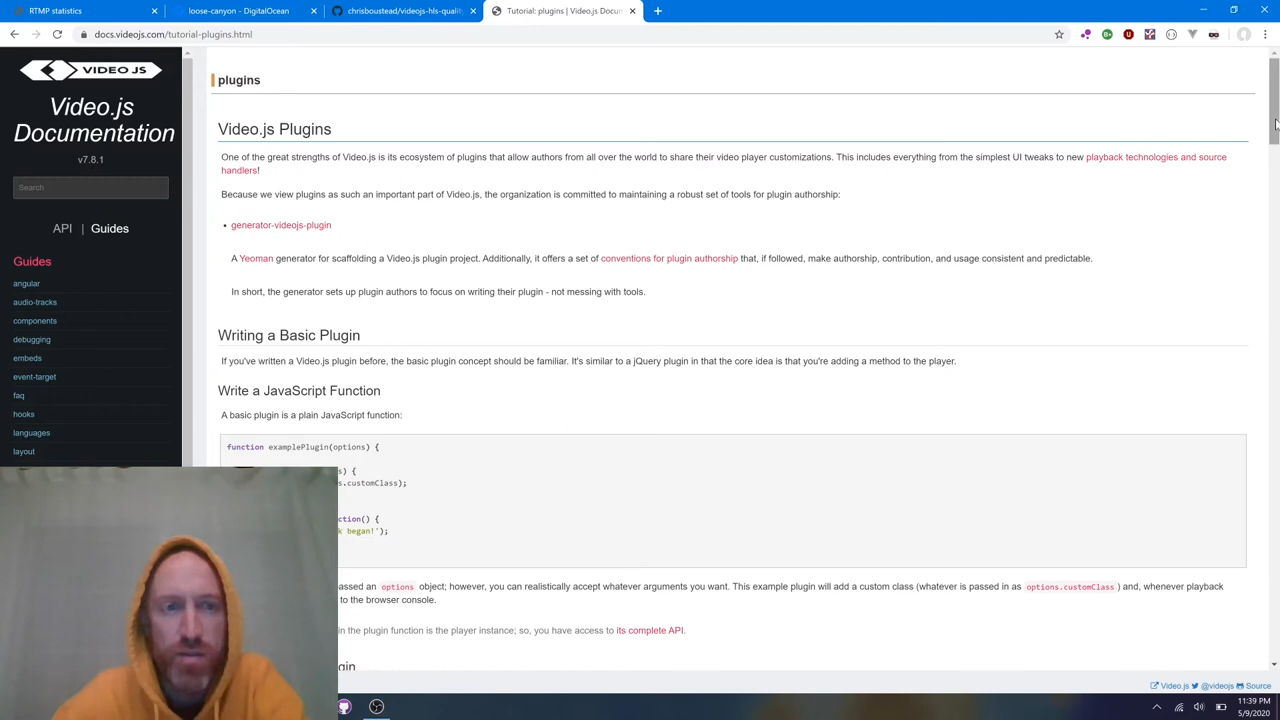 RTMP statistics
loose-canyon - DigitalOcean
chrisboustead/videojs-hls-quality
Tutorial: plugins | Video.js Docu
docs.videojs.com/tutorial-plugins.html
VIDEO JS
Video.js
Documentation
v7.8.1
Search
API | Guides
Guides
angular
audio-tracks
components
debugging
embeds
event-target
faq
hooks
languages
layout
plugins
Video.js Plugins
One of the great strengths of Video.js is its ecosystem of plugins that allow authors from all over the world to share their video player customizations. This includes everything from the simplest UI tweaks to new playback technologies and source
handlers!
Because we view plugins as such an important part of Video.js, the organization is committed to maintaining a robust set of tools for plugin authorship:
• generator-videojs-plugin
A Yeoman generator for scaffolding a Video.js plugin project. Additionally, it offers a set of conventions for plugin authorship that, if followed, make authorship, contribution, and usage consistent and predictable.
In short, the generator sets up plugin authors to focus on writing their plugin - not messing with tools.
Writing a Basic Plugin
If you've written a Video.js plugin before, the basic plugin concept should be familiar. It's similar to a jQuery plugin in that the core idea is that you're adding a method to the player.
Write a JavaScript Function
A basic plugin is a plain JavaScript function:
function examplePlugin(options) {
s) {
s.customClass);
ction() {
k began!');
assed an options object; however, you can realistically accept whatever arguments you want. This example plugin will add a custom class (whatever is passed in as options.customClass) and, whenever playback
to the browser console.
in the plugin function is the player instance; so, you have access to its complete API.
gin
Video.js @videojs Source
11:39 PM
5/9/2020